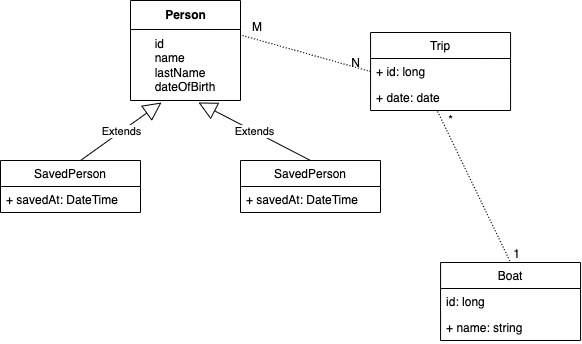 Person
id
name
lastName
dateOfBirth
M
N
Trip
+ id: long
+ date: date
Extends
Extends
*
SavedPerson
+ savedAt: DateTime
SavedPerson
+ savedAt: DateTime
1
Boat
id: long
+ name: string